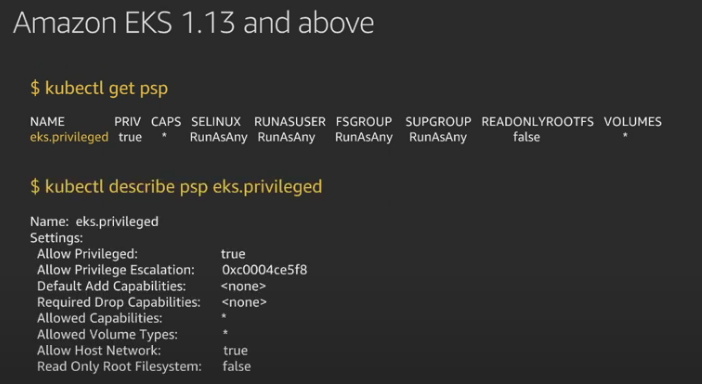 Amazon EKS 1.13 and above
$ kubectl get psp
NAME PRIV CAPS SELINUX RUNASUSER FSGROUP SUPGROUP READONLYROOTFS VOLUMES
eks.privileged true * RunAsAny RunAsAny RunAsAny RunAsAny false *
$ kubectl describe psp eks.privileged
Name: eks.privileged
Settings:
Allow Privileged: true
Allow Privilege Escalation: 0xc0004ce5f8
Default Add Capabilities: <none>
Required Drop Capabilities: <none>
Allowed Capabilities: *
Allowed Volume Types: *
Allow Host Network: true
Read Only Root Filesystem: false